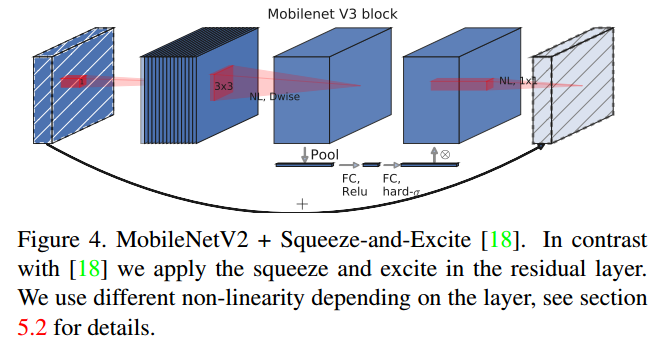 Mobilenet V3 block
3x3
NL, Dwise
NL, 1x1
Pool
⊗
FC,
Relu
FC,
hard-σ
+
Figure 4. MobileNetV2 + Squeeze-and-Excite [18]. In contrast
with [18] we apply the squeeze and excite in the residual layer.
We use different non-linearity depending on the layer, see section
5.2 for details.